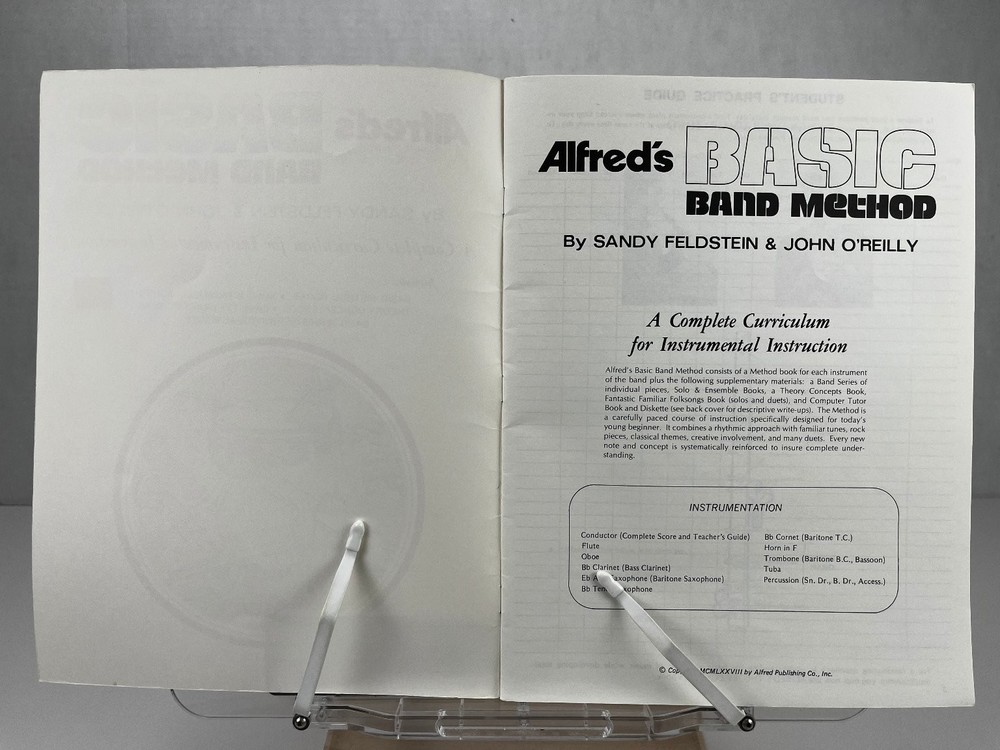 Alfred's BASIC
BAND METHOD
By SANDY FELDSTEIN & JOHN O'REILLY
A Complete Curriculum
for Instrumental Instruction
Alfred's Basic Band Method consists of a Method book for each instrument
of the band plus the following supplementary materials: a Band Series of
individual pieces, Solo & Ensemble Books, a Theory Concepts Book,
Fantastic Familiar Folksongs Book (solos and duets), and Computer Tutor
Book and Diskette (see back cover for descriptive write-ups). The Method is
a carefully paced course of instruction specifically designed for today's
young beginner. It combines a rhythmic approach with familiar tunes, rock
pieces, classical themes, creative involvement, and many duets. Every new
note and concept is systematically reinforced to insure complete under-
standing.
INSTRUMENTATION
Conductor (Complete Score and Teacher's Guide)
Flute
Oboe
Bb Clarinet (Bass Clarinet)
Eb (Baritone Saxophone)
Bb
Bb Cornet (Baritone T.C.)
Horn in F
Trombone (Baritone B.C., Bassoon)
Tuba
Percussion (Sn. Dr., B. Dr., Access.)
© MCMLXXVIII by Alfred Publishing Co., Inc.